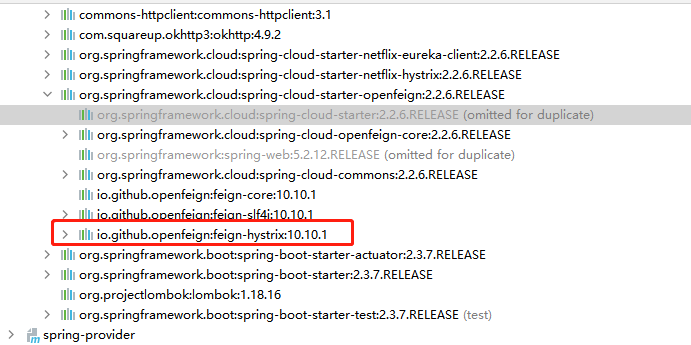 commons-httpclient:commons-httpclient:3.1
com.squareup.okhttp3:okhttp:4.9.2
org.springframework.cloud:spring-cloud-starter-netflix-eureka-client:2.2.6.RELEASE
org.springframework.cloud:spring-cloud-starter-netflix-hystrix:2.2.6.RELEASE
org.springframework.cloud:spring-cloud-starter-openfeign:2.2.6.RELEASE
org.springframework.cloud:spring-cloud-starter:2.2.6.RELEASE (omitted for duplicate)
org.springframework.cloud:spring-cloud-openfeign-core:2.2.6.RELEASE
org.springframework:spring-web:5.2.12.RELEASE (omitted for duplicate)
org.springframework.cloud:spring-cloud-commons:2.2.6.RELEASE
io.github.openfeign:feign-core:10.10.1
io.github.openfeign:feign-slf4j:10.10.1
io.github.openfeign:feign-hystrix:10.10.1
org.springframework.boot:spring-boot-starter-actuator:2.3.7.RELEASE
org.springframework.boot:spring-boot-starter:2.3.7.RELEASE
org.projectlombok:lombok:1.18.16
org.springframework.boot:spring-boot-starter-test:2.3.7.RELEASE (test)
spring-provider